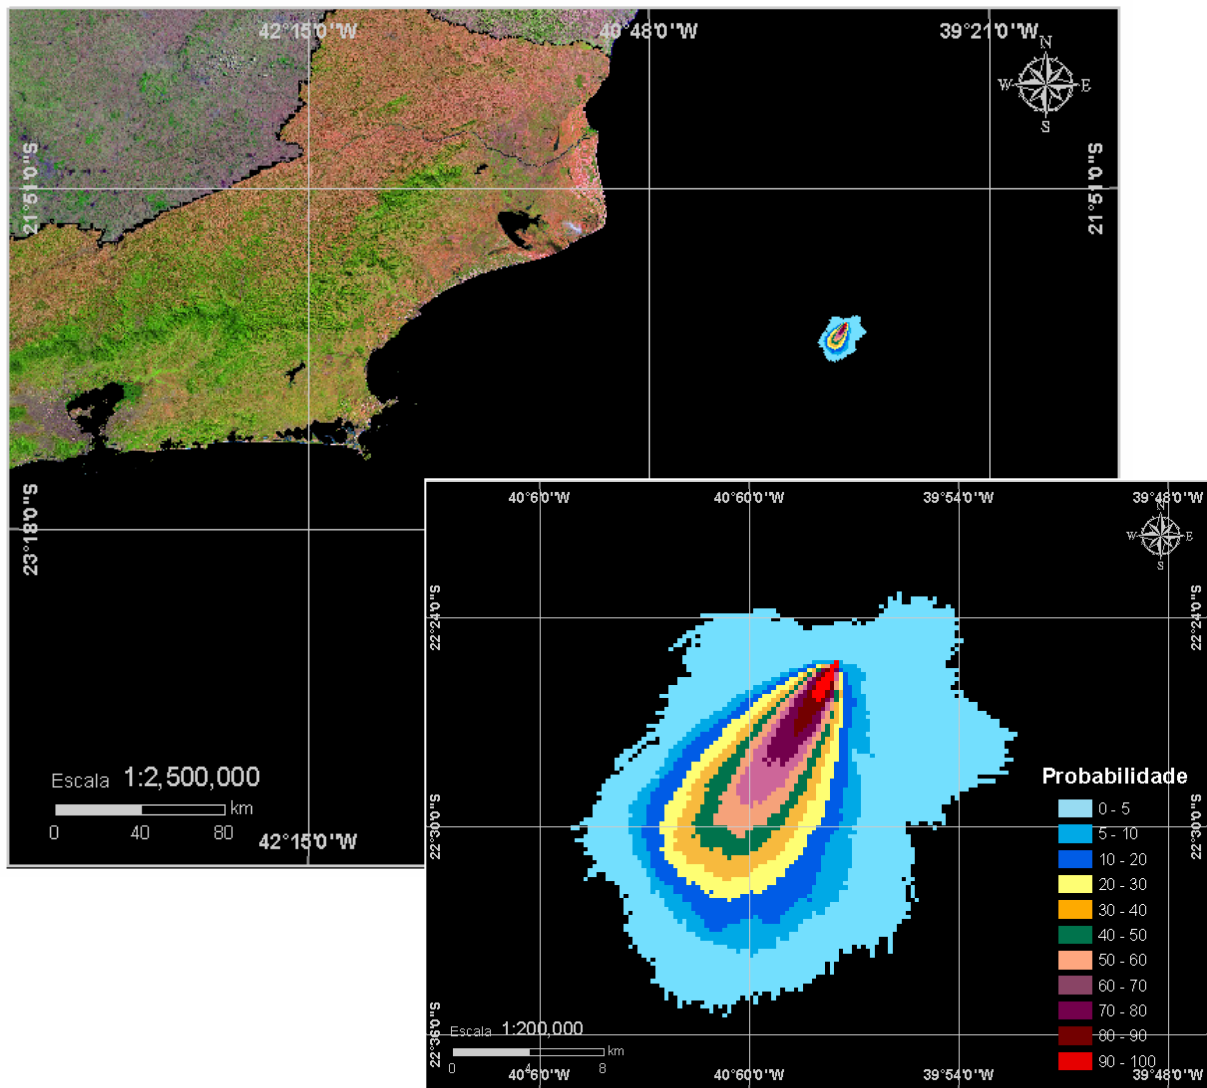 42°15'0"W 40°48'0"W 39°21'0"W
N
W E
S
21°51'0"S 21°51'0"S
23°18'0"S
Escala 1:2,500,000
km
0 40 80
42°15'0"W
40°6'0"W 40°60'0"W 39°54'0"W 39°48'0"W
N
W E
S
22°24'0"S 22°24'0"S
22°30'0"S 22°30'0"S
22°36'0"S
Probabilidade
0 - 5
5 - 10
10 - 20
20 - 30
30 - 40
40 - 50
50 - 60
60 - 70
70 - 80
80 - 90
90 - 100
Escala 1:200,000
km
0 4 8
40°6'0"W 40°60'0"W 39°54'0"W 39°48'0"W